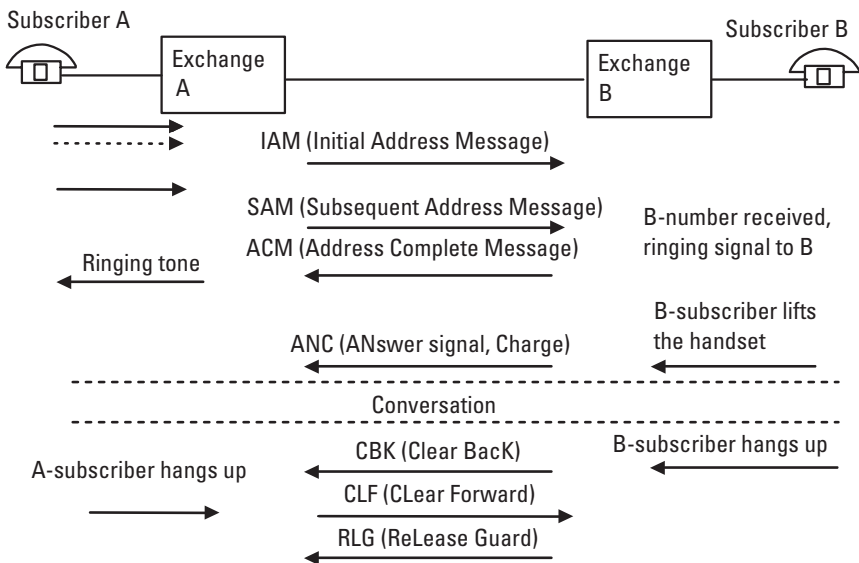 Subscriber A
Subscriber B
Exchange
A
Exchange
B
IAM (Initial Address Message)
SAM (Subsequent Address Message)
B-number received,
ringing signal to B
ACM (Address Complete Message)
Ringing tone
B-subscriber lifts
the handset
ANC (ANswer signal, Charge)
Conversation
CBK (Clear BacK)
B-subscriber hangs up
A-subscriber hangs up
CLF (CLear Forward)
RLG (ReLease Guard)